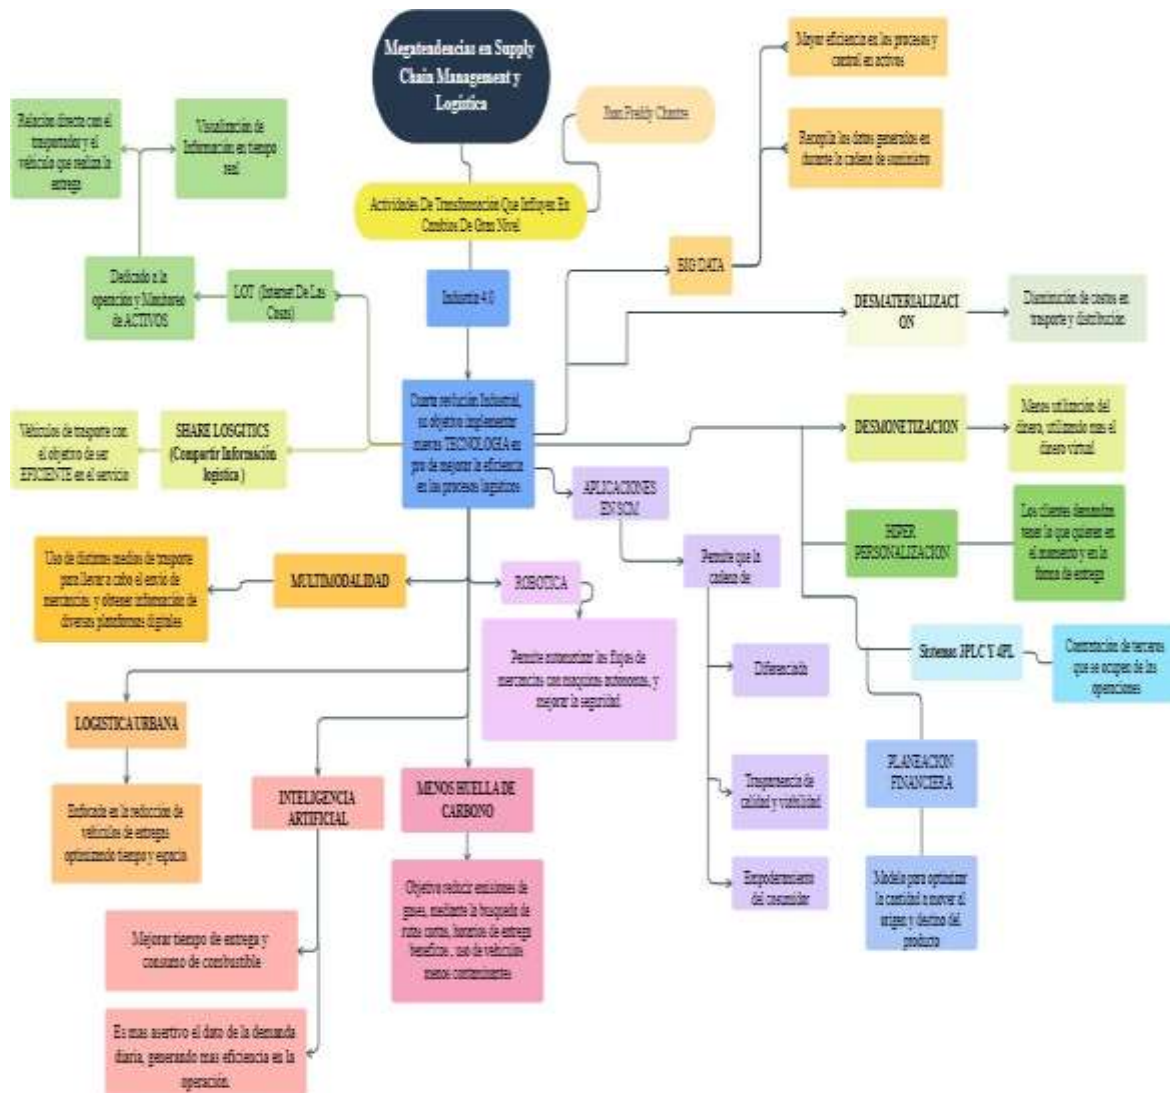 Megatendencias en Supply
Chain Management y
Logística
Juan Freddy Chantre
Actividades De Transformación Que Influyen En
Cambios De Gran Nivel
Industria 4.0
Cuarta revlución Industrial,
su objetivo implementar
nuevas TECNOLOGIA en
pro de mejorar la eficiencia
en los procesos logísticos
Relación directa con el
trasportador y el
vehículo que realiza la
entrega
Visualización de
Información en tiempo
real
Dedicado a la
operación y Monitoreo
de ACTIVOS
LOT (Internet De Las
Cosas)
Vehículos de transporte con
el objetivo de ser
EFICIENTE en el servicio
SHARE LOSGITICS
(Compartir Información
logística )
BIG DATA
Mayor eficiencia en los procesos y
control en activos
Recopila los datos generados en
durante la cadena de suministro
DESMATERIALIZACI
ON
Disminución de costos en
trasporte y distribución
DESMONETIZACION
Menos utilización del
dinero, utilizando mas el
dinero virtual
HIPER
PERSONALIZACION
Los clientes demandan
tener lo que quieren en
el momento y en la
forma de entrega
Sistemas 3PLC Y 4PL
Contratación de terceros
que se ocupen de las
operaciones
PLANEACION
FINANCIERA
Modelo para optimizar
la cantidad a mover al
origen y destino del
producto
APLICACIONES
EN SCM
Permite que la
cadena de
Diferenciada
Trasparencia de
calidad y visibilidad
Empoderamiento
del cosumidor
ROBOTICA
Permite automatizar los flujos de
mercancías con maquinas autónomas, y
mejorar la seguridad.
MULTIMODALIDAD
Uso de distintos medios de trasporte
para llevar a cabo el envío de
mercancías y obtener información de
diversas plataformas digitales
LOGISTICA URBANA
Enfocada en la reducción de
vehículos de entregas
optimizando tiempo y espacio
INTELIGENCIA
ARTIFICIAL
Mejorar tiempo de entrega y
consumo de combustible
Es mas asertivo el dato de la demanda
diaria, generando mas eficiencia en la
operación.
MENOS HUELLA DE
CARBONO
Objetivo reducir emisiones de
gases, mediante la busqueda de
rutas cortas, horarios de entrega
, uso de vehículos
menos contaminantes